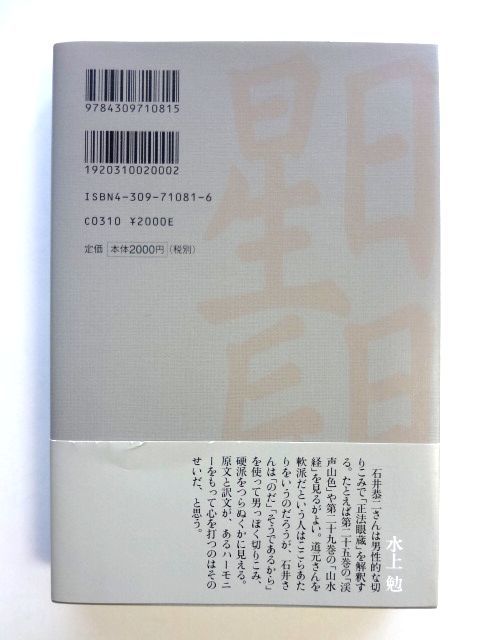 9784309710815
1920310020002
ISBN4-309-71081-6
C0310 ¥2000E
定価 本体2000円(税別)
水上 勉
石井恭二さんは男性的な切
りこみで「正法眼蔵」を解釈す
る。たとえば第二十五巻の「渓
声山色」や第二十九巻の「山水
経」を見るがよい。道元さんを
軟派だという人はここらあた
りをいうのだろうが、石井さ
んは「のだ」「そうであるから」
を使って男っぽく切りこみ、
硬派をつらぬくかに見える。
原文と訳文が、あるハーモニ
ーをもって心を打つのはその
せいだ、と思う。